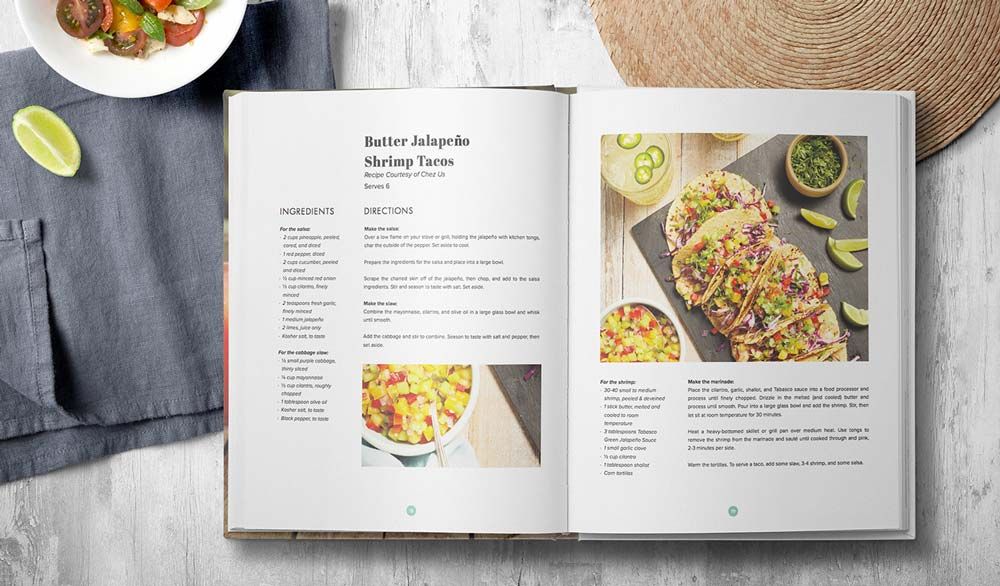 Butter Jalapeño
Shrimp Tacos
Recipe Courtesy of Chez Us
Serves 6
INGREDIENTS
For the salsa:
· 2 cups pineapple, peeled,
cored, and diced
· 1 red pepper, diced
· 2 cups cucumber, peeled
and diced
· ½ cup minced red onion
· ½ cup cilantro, finely
minced
· 2 teaspoons fresh garlic,
finely minced
· 1 medium jalapeño
· 2 limes, juice only
· Kosher salt, to taste
For the cabbage slaw:
small purple cabbage,
thinly sliced
cup mayonnaise
· ½ cup cilantro, roughly
chopped
· 1 tablespoon olive oil
· Kosher salt, to taste
· Black pepper, to taste
DIRECTIONS
Make the salsa:
Over a low flame on your stove or grill, holding the jalapeño with kitchen tongs,
char the outside of the pepper. Set aside to cool.
Prepare the ingredients for the salsa and place into a large bowl.
Scrape the charred skin off of the jalapeño, then chop, and add to the salsa
ingredients. Stir and season to taste with salt. Set aside.
Make the slaw:
Combine the mayonnaise, cilantro, and olive oil in a large glass bowl and whisk
until smooth.
Add the cabbage and stir to combine. Season to taste with salt and pepper, then
set aside.
For the shrimp:
· 30-40 small to medium
shrimp, peeled & deveined
· 1 stick butter, melted and
cooled to room
temperature
· 3 tablespoons Tabasco
Green Jalapeño Sauce
· 1 small garlic clove
· ½ cup cilantro
· 1 tablespoon shallot
· Corn tortillas
Make the marinade:
Place the cilantro, garlic, shallot, and Tabasco sauce into a food processor and
process until finely chopped. Drizzle in the melted (and cooled) butter and
process until smooth. Pour into a large glass bowl and add the shrimp. Stir, then
let sit at room temperature for 30 minutes.
Heat a heavy-bottomed skillet or grill pan over medium heat. Use tongs to
remove the shrimp from the marinade and sauté until cooked through and pink,
2-3 minutes per side.
Warm the tortillas. To serve a taco, add some slaw, 3-4 shrimp, and some salsa.